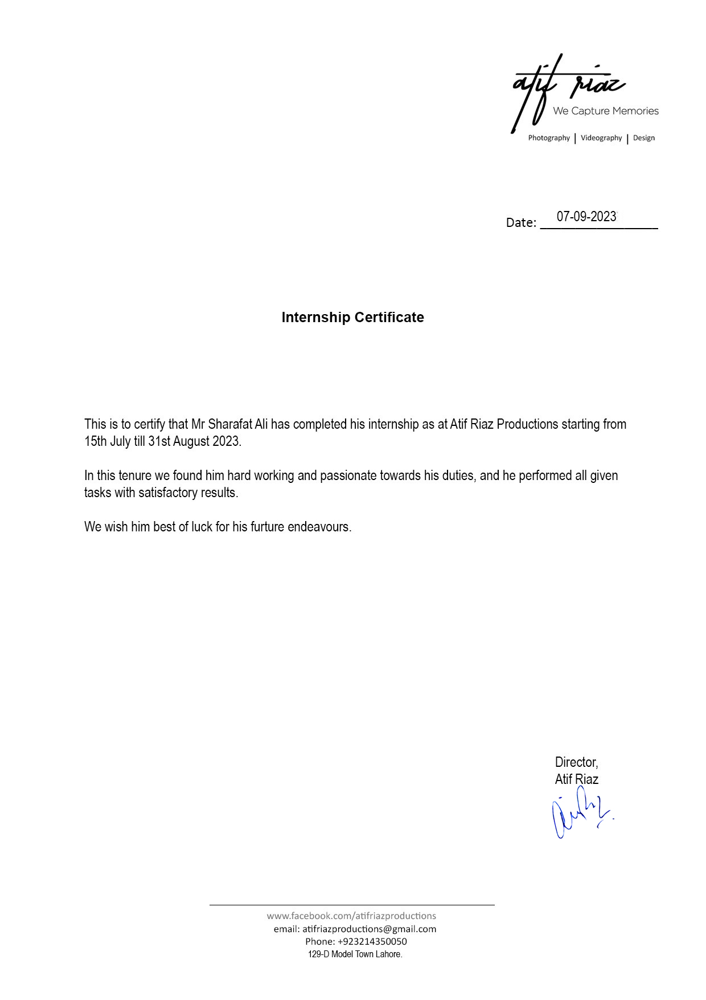 atif riaz
We Capture Memories
Photography | Videography | Design
Date: 07-09-2023
Internship Certificate
This is to certify that Mr Sharafat Ali has completed his internship as at Atif Riaz Productions starting from
15th July till 31st August 2023.
In this tenure we found him hard working and passionate towards his duties, and he performed all given
tasks with satisfactory results.
We wish him best of luck for his furture endeavours.
Director,
Atif Riaz
www.facebook.com/atifriazproductions
email: atifriazproductions@gmail.com
Phone: +923214350050
129-D Model Town Lahore.